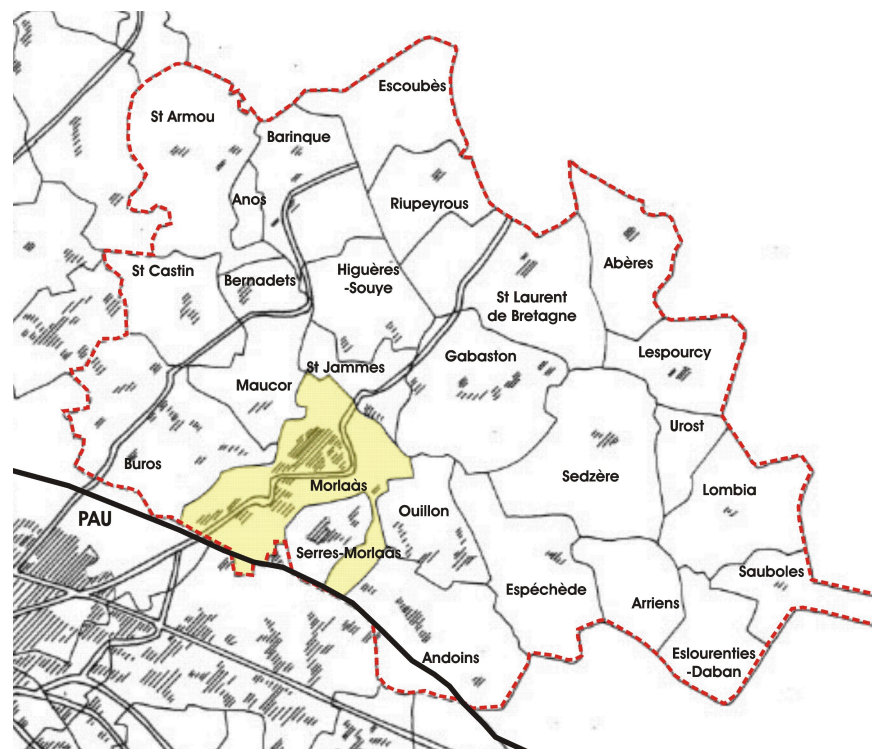 Escoubès
St Armou
Barinque
Anos
Riupeyrous
St Castin
Bernadets
Higuères
-Souye
Abères
St Laurent
de Bretagne
St Jammes
Gabaston
Lespourcy
Maucor
Urost
Buros
Morlaàs
Sedzère
Lombia
PAU
Ouillon
Serres-Morlaàs
Espéchède
Arriens
Sauboles
Andoins
Eslourenties
-Daban